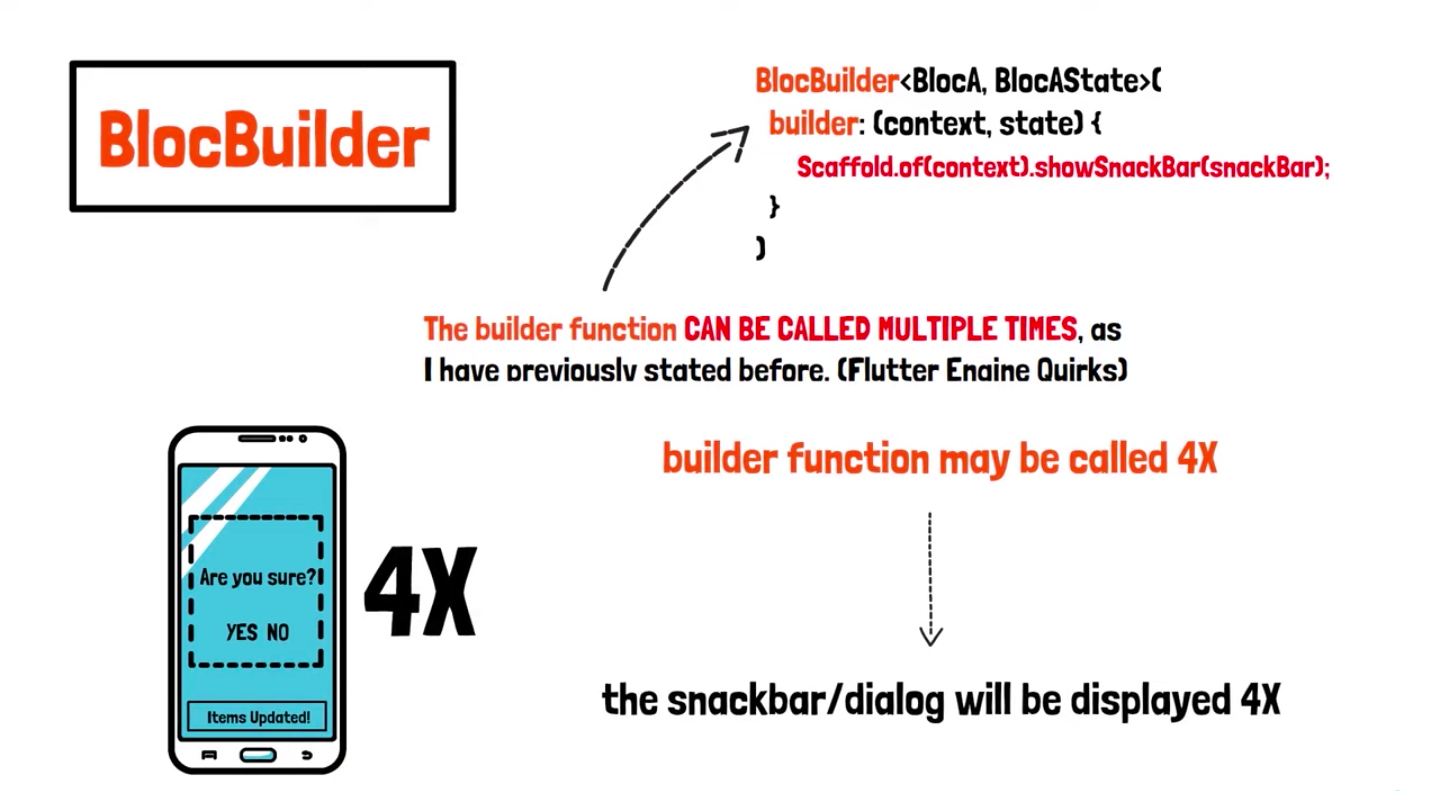 BlocBuilder
BlocBuilder<BlocA, BlocAState>(
builder: (context, state) {
Scaffold.of(context).showSnackBar(snackBar);
}
)
The builder function CAN BE CALLED MULTIPLE TIMES, as
I have previously stated before. (Flutter Engine Quirks)
builder function may be called 4X
Are you sure?
YES NO
Items Updated!
4X
the snackbar/dialog will be displayed 4X